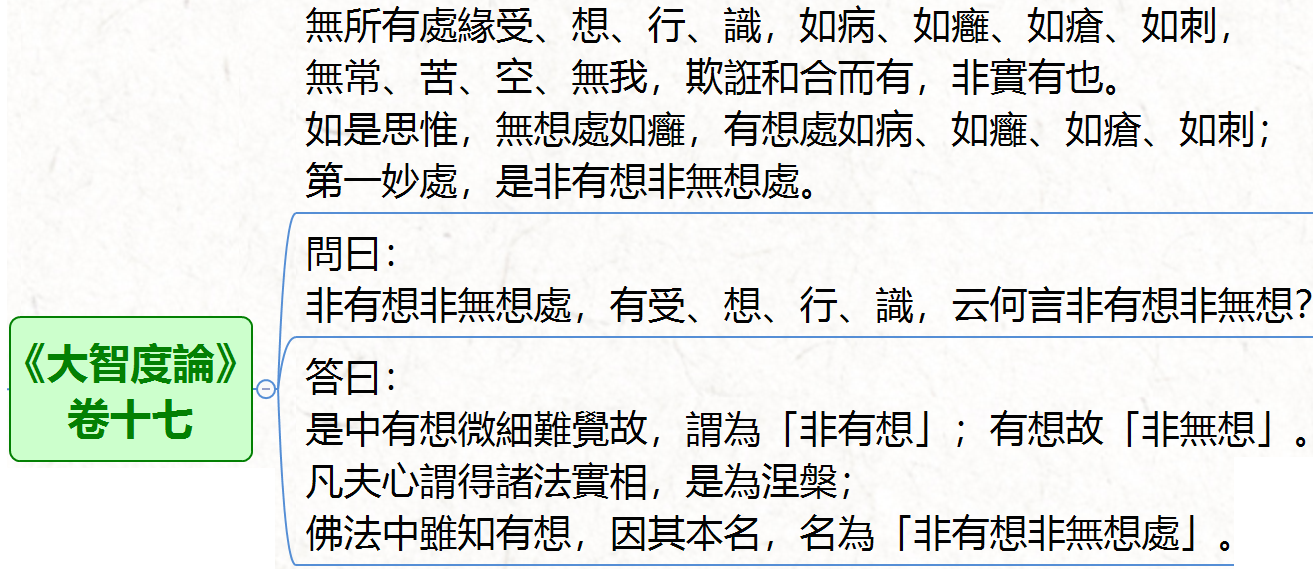 無所有處緣受、想、行、識，如病、如癰、如瘡、如刺，
無常、苦、空、無我，欺誑和合而有，非實有也。
如是思惟，無想處如癰，有想處如病、如癰、如瘡、如刺；
第一妙處，是非有想非無想處。
問曰：
非有想非無想處，有受、想、行、識，云何言非有想非無想？
《大智度論》
卷十七
答曰：
是中有想微細難覺故，謂為「非有想」；有想故「非無想」。
凡夫心謂得諸法實相，是為涅槃；
佛法中雖知有想，因其本名，名為「非有想非無想處」。